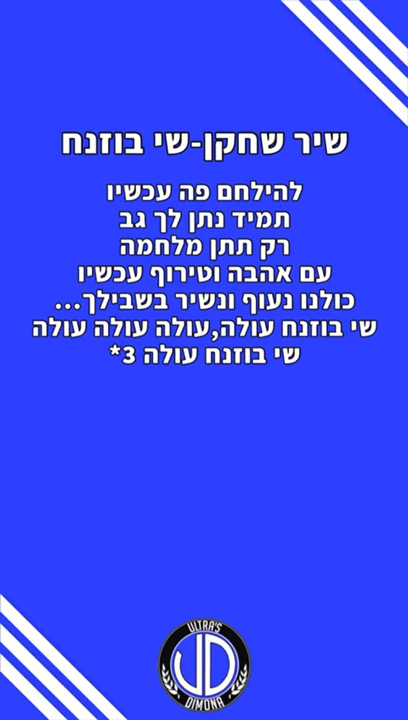 שיר שחקן-שי בוזנח
להילחם פה עכשיו
תמיד נתן לך גב
רק תתן מלחמה
עם אהבה וטירוף עכשיו
כולנו נעוף ונשיר בשבילך...
שי בוזנח עולה,עולה עולה עולה
שי בוזנח עולה 3*
ULTRA'S
UD
DIMONA